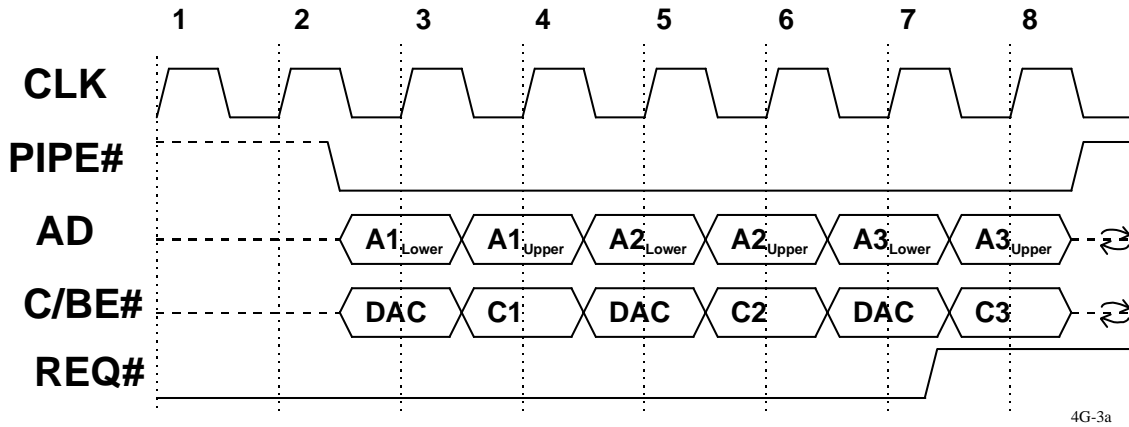 1 2 3 4 5 6 7 8
CLK
PIPE#
AD A1Lower A1Upper A2Lower A2Upper A3Lower A3Upper
C/BE# DAC C1 DAC C2 DAC C3
REQ#
4G-3a